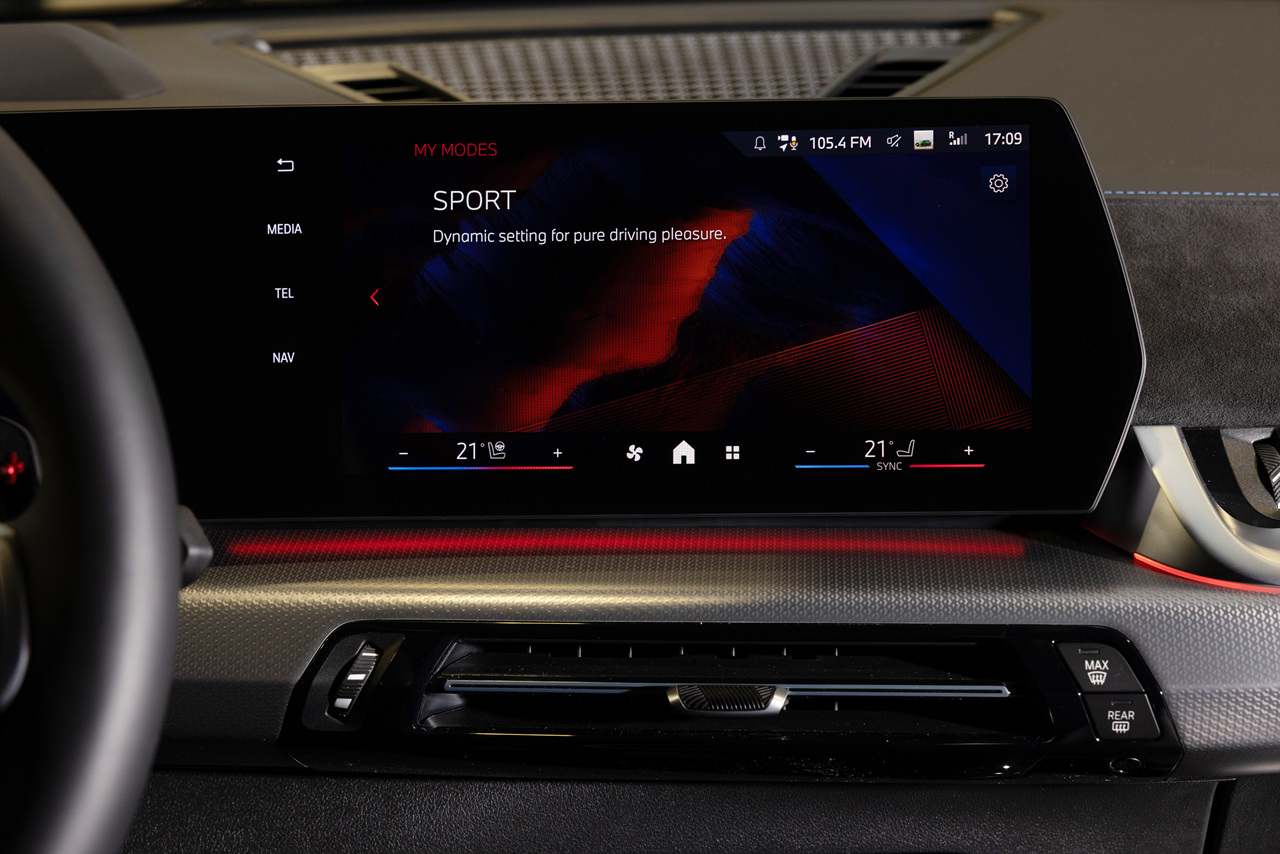 MY MODES
105.4 FM
R
17:09
SPORT
Dynamic setting for pure driving pleasure.
MEDIA
TEL
NAV
− 21° +
− 21° +
SYNC
MAX
REAR